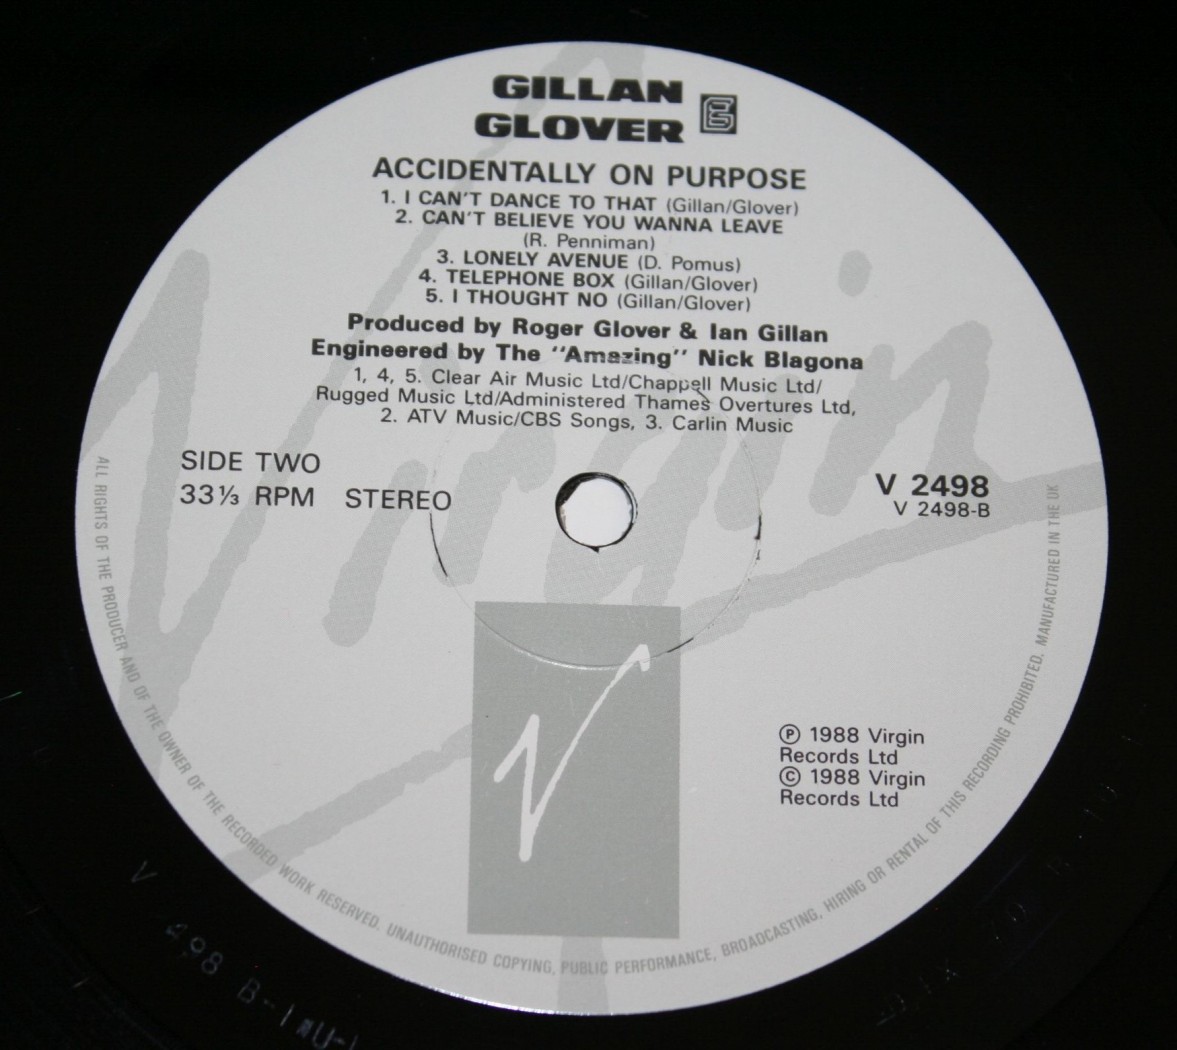 GILLAN
GLOVER
ACCIDENTALLY ON PURPOSE
1. I CAN'T DANCE TO THAT (Gillan/Glover)
2. CAN'T BELIEVE YOU WANNA LEAVE
(R. Penniman)
3. LONELY AVENUE (D. Pomus)
4. TELEPHONE BOX (Gillan/Glover)
5. I THOUGHT NO (Gillan/Glover)
Produced by Roger Glover & Ian Gillan
Engineered by The "Amazing" Nick Blagona
1, 4, 5. Clear Air Music Ltd/Chappell Music Ltd/
Rugged Music Ltd/Administered Thames Overtures Ltd,
2. ATV Music/CBS Songs, 3. Carlin Music
SIDE TWO
33⅓ RPM STEREO
V 2498
V 2498-B
Virgin
℗ 1988 Virgin
Records Ltd
© 1988 Virgin
Records Ltd
ALL RIGHTS OF THE PRODUCER AND OF THE OWNER OF THE RECORDED WORK RESERVED. UNAUTHORISED COPYING, PUBLIC PERFORMANCE, BROADCASTING, HIRING OR RENTAL OF THIS RECORDING PROHIBITED. MANUFACTURED IN THE UK